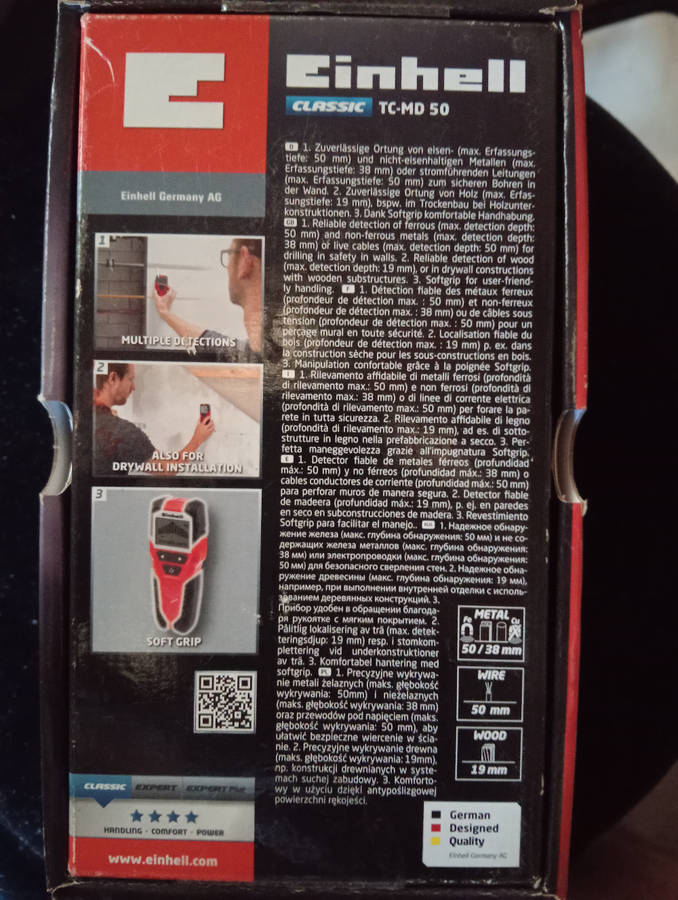 Einhell
CLASSIC TC-MD 50
Einhell Germany AG
D 1. Zuverlässige Ortung von eisen- (max. Erfassungs-
tiefe: 50 mm) und nicht-eisenhaltigen Metallen (max.
Erfassungstiefe: 38 mm) oder stromführenden Leitungen
(max. Erfassungstiefe: 50 mm) zum sicheren Bohren in
der Wand. 2. Zuverlässige Ortung von Holz (max. Erfas-
sungstiefe: 19 mm), bspw. im Trockenbau bei Holzunter-
konstruktionen. 3. Dank Softgrip komfortable Handhabung.
GB 1. Reliable detection of ferrous (max. detection depth:
50 mm) and non-ferrous metals (max. detection depth:
38 mm) or live cables (max. detection depth: 50 mm) for
drilling in safety in walls. 2. Reliable detection of wood
(max. detection depth: 19 mm), or in drywall constructions
with wooden substructures. 3. Softgrip for user-friend-
ly handling. F 1. Détection fiable des métaux ferreux
(profondeur de détection max. : 50 mm) et non-ferreux
(profondeur de détection max. : 38 mm) ou de câbles sous
tension (profondeur de détection max. : 50 mm) pour un
perçage mural en toute sécurité. 2. Localisation fiable du
bois (profondeur de détection max. : 19 mm) p. ex. dans
la construction sèche pour les sous-constructions en bois.
3. Manipulation confortable grâce à la poignée Softgrip.
I 1. Rilevamento affidabile di metalli ferrosi (profondità
di rilevamento max.: 50 mm) e non ferrosi (profondità di
rilevamento max.: 38 mm) o di linee di corrente elettrica
(profondità di rilevamento max.: 50 mm) per forare la pa-
rete in tutta sicurezza. 2. Rilevamento affidabile di legno
(profondità di rilevamento max.: 19 mm), ad es. di sotto-
strutture in legno nella prefabbricazione a secco. 3. Per-
fetta maneggevolezza grazie all'impugnatura Softgrip.
E 1. Detector fiable de metales férreos (profundidad
máx.: 50 mm) y no férreos (profundidad máx.: 38 mm) o
cables conductores de corriente (profundidad máx.: 50 mm)
para perforar muros de manera segura. 2. Detector fiable
de madeera (profundidad máx.: 19 mm), p. ej. en paredes
en seco en subconstrucciones de madera. 3. Revestimiento
Softgrip para facilitar el manejo.. RUS 1. Надежное обнару-
жение железа (макс. глубина обнаружения: 50 мм) и не со-
держащих железа металлов (макс. глубина обнаружения:
38 мм) или электропроводки (макс. глубина обнаружения:
50 мм) для безопасного сверления стен. 2. Надежное обна-
ружение древесины (макс. глубина обнаружения: 19 мм),
например, при выполнении внутренней отделки с исполь-
зованием деревянных конструкций. 3.
Прибор удобен в обращении благода-
ря рукоятке с мягким покрытием. 2.
Pålitlig lokalisering av trä (max. detek-
teringsdjup: 19 mm) resp. i stomkom-
plettering vid underkonstruktioner
av trä. 3. Komfortabel hantering med
softgrip. PL 1. Precyzyjne wykrywa-
nie metali żelaznych (maks. głębokość
wykrywania: 50mm) i nieżelaznych
(maks. głębokość wykrywania: 38 mm)
oraz przewodów pod napięciem (maks.
głębokość wykrywania: 50 mm), aby
ułatwić bezpieczne wiercenie w ścia-
nie. 2. Precyzyjne wykrywanie drewna
(maks. głębokość wykrywania: 19mm),
np. konstrukcji drewnianych w syste-
mach suchej zabudowy. 3. Komforto-
wy w użyciu dzięki antypoślizgowej
powierzchni rękojeści.
1
MULTIPLE DETECTIONS
2
ALSO FOR
DRYWALL INSTALLATION
3
Einhell
SOFT GRIP
METAL
Fe Cu
50 / 38 mm
WIRE
50 mm
WOOD
19 mm
CLASSIC EXPERT EXPERT Plus
HANDLING · COMFORT · POWER
www.einhell.com
German
Designed
Quality
Einhell Germany AG